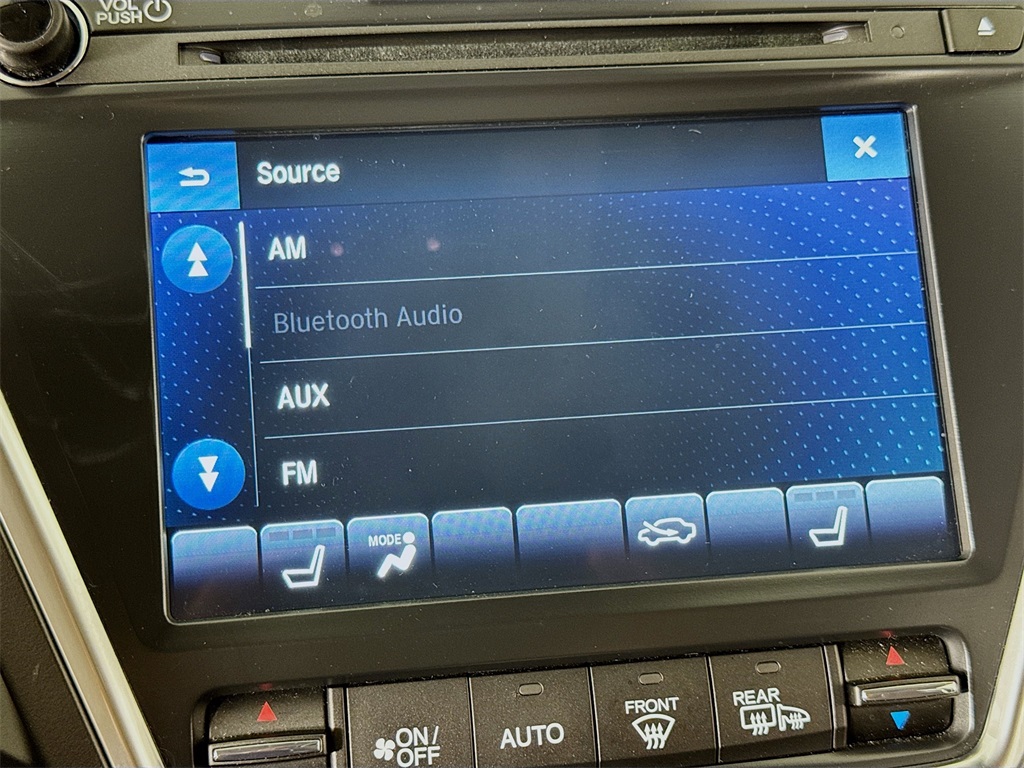 VOL
PUSH
Source
AM
Bluetooth Audio
AUX
FM
MODE
ON/
OFF
AUTO
FRONT
REAR